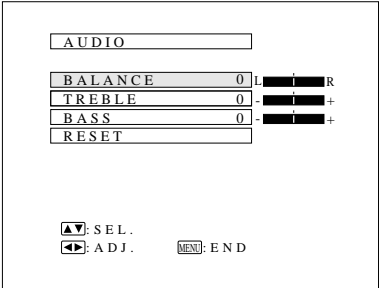 AUDIO
BALANCE 0 L R
TREBLE 0 - +
BASS 0 - +
RESET
▲▼:SEL.
◀▶:ADJ. MENU:END